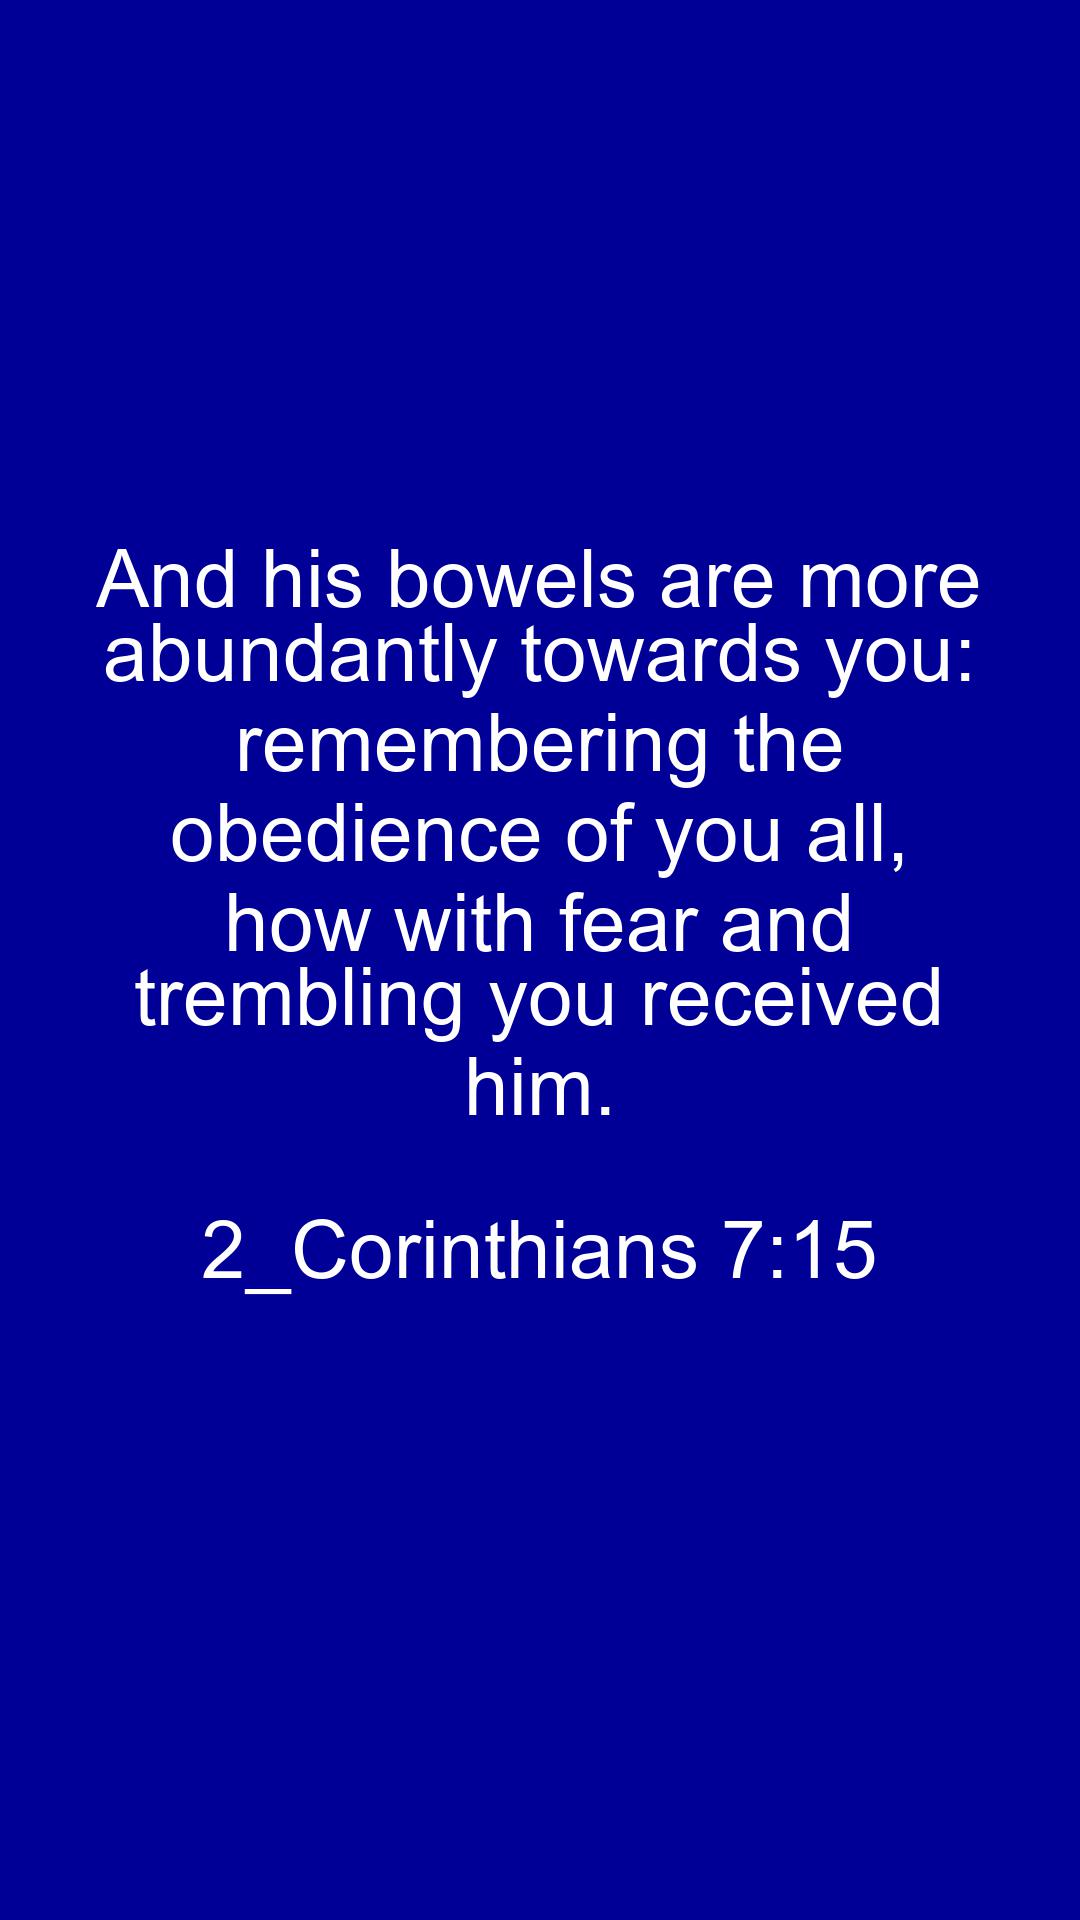 And his bowels are more
abundantly towards you:
remembering the
obedience of you all,
how with fear and
trembling you received
him.
2_Corinthians 7:15